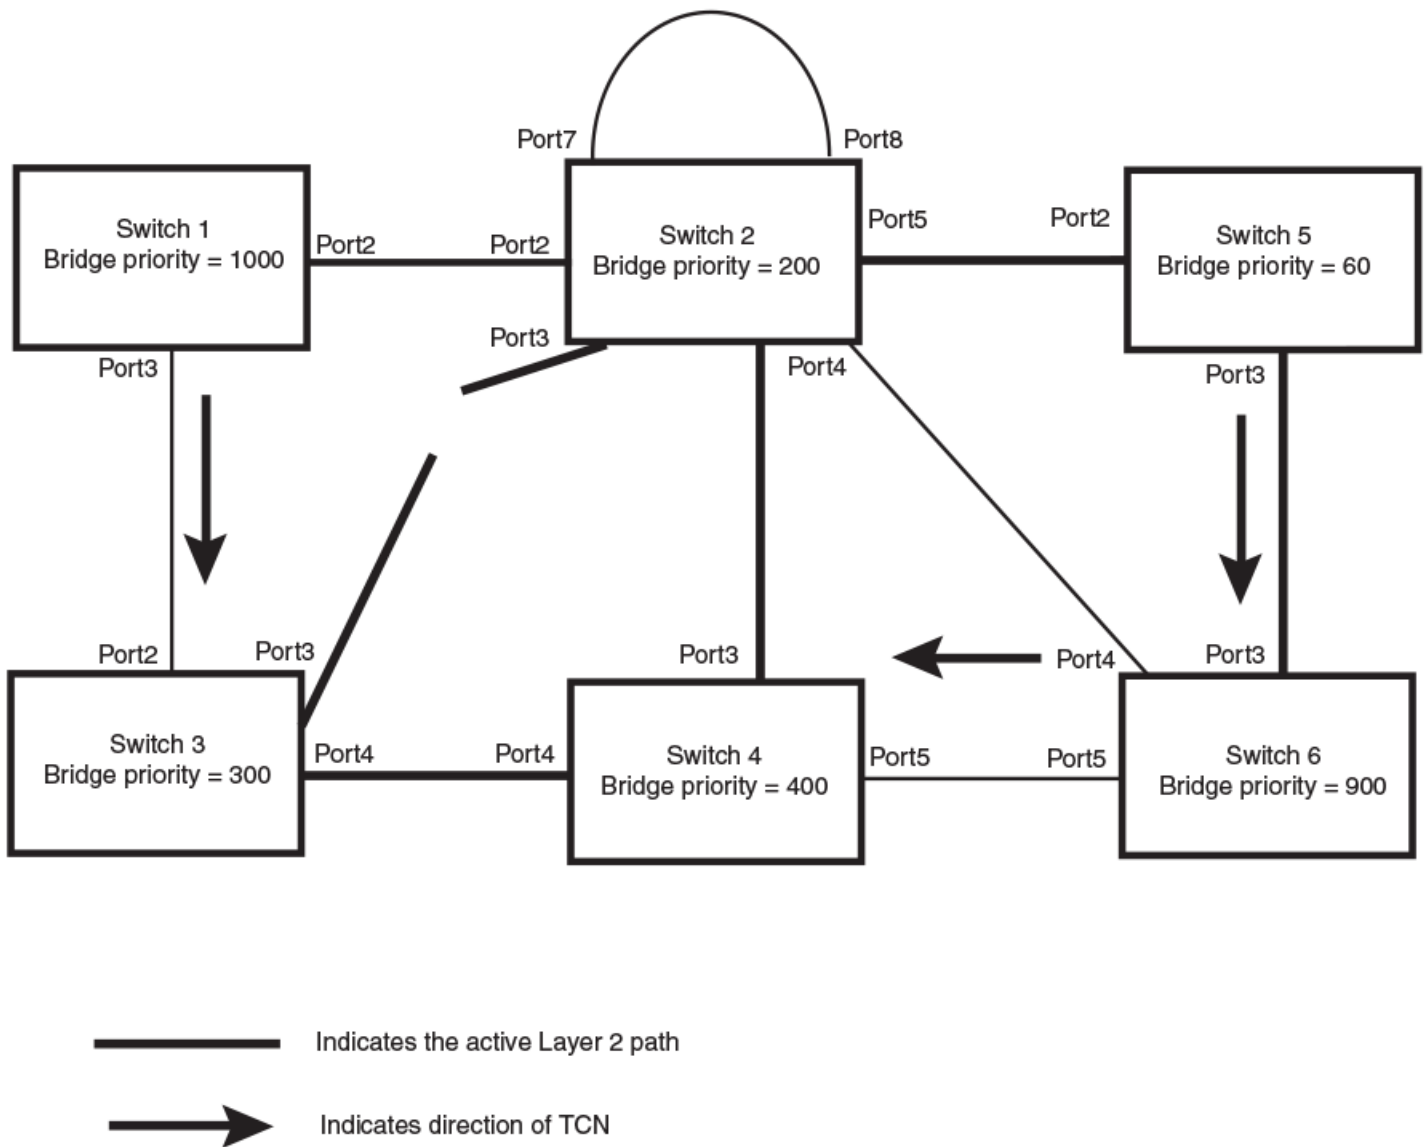 Port7
Port8
Switch 1
Bridge priority = 1000
Port2
Port2
Switch 2
Bridge priority = 200
Port5
Port2
Switch 5
Bridge priority = 60
Port3
Port3
Port4
Port3
Port2
Port3
Port3
Port4
Port3
Switch 3
Bridge priority = 300
Port4
Port4
Switch 4
Bridge priority = 400
Port5
Port5
Switch 6
Bridge priority = 900
Indicates the active Layer 2 path
Indicates direction of TCN